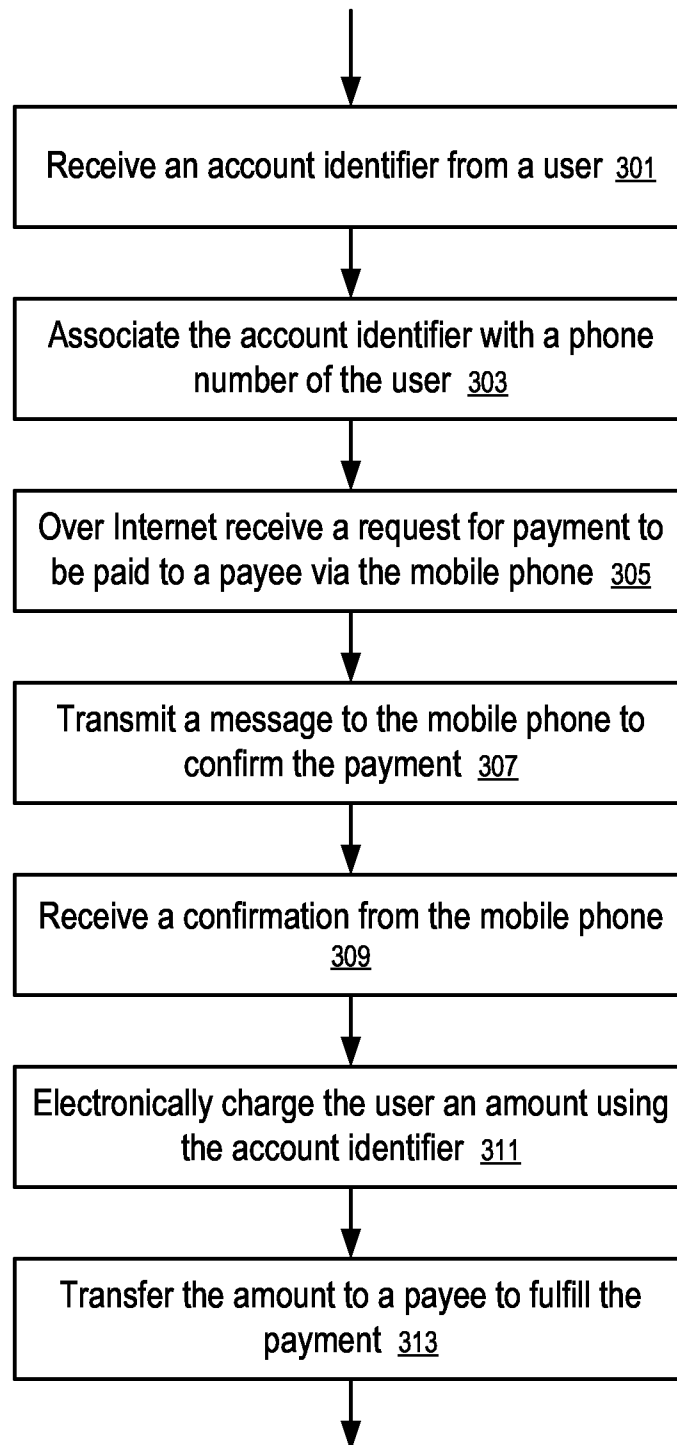 Receive an account identifier from a user 301
Associate the account identifier with a phone
number of the user 303
Over Internet receive a request for payment to
be paid to a payee via the mobile phone 305
Transmit a message to the mobile phone to
confirm the payment 307
Receive a confirmation from the mobile phone
309
Electronically charge the user an amount using
the account identifier 311
Transfer the amount to a payee to fulfill the
payment 313